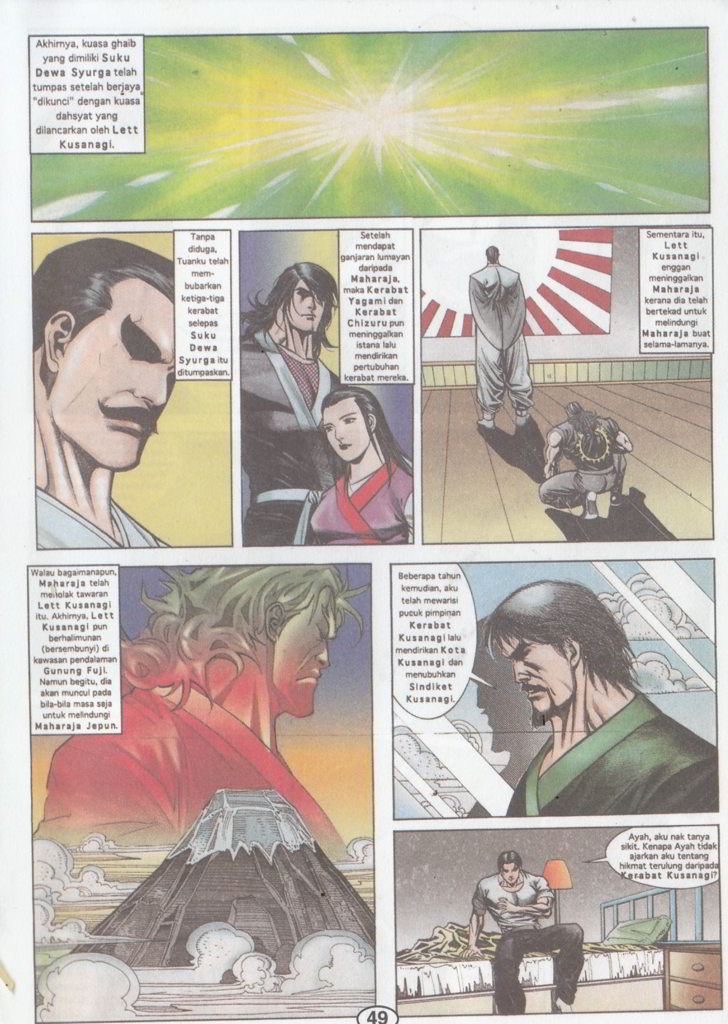 Akhirnya, kuasa ghaib
yang dimiliki Suku
Dewa Syurga telah
tumpas setelah berjaya
"dikunci" dengan kuasa
dahsyat yang
dilancarkan oleh Lett
Kusanagi.
Tanpa
diduga,
Tuanku telah
mem-
bubarkan
ketiga-tiga
kerabat
selepas
Suku
Dewa
Syurga itu
ditumpaskan.
Setelah
mendapat
ganjaran lumayan
daripada
Maharaja,
maka Kerabat
Yagami dan
Kerabat
Chizuru pun
meninggalkan
istana lalu
mendirikan
pertubuhan
kerabat mereka.
Sementara itu,
Lett
Kusanagi
enggan
meninggalkan
Maharaja
kerana dia telah
bertekad untuk
melindungi
Maharaja buat
selama-lamanya.
Walau bagaimanapun,
Maharaja telah
menolak tawaran
Lett Kusanagi
itu. Akhirnya, Lett
Kusanagi pun
berhalimunan
(bersembunyi) di
kawasan pendalaman
Gunung Fuji.
Namun begitu, dia
akan muncul pada
bila-bila masa saja
untuk melindungi
Maharaja Jepun.
Beberapa tahun
kemudian, aku
telah mewarisi
pucuk pimpinan
Kerabat
Kusanagi lalu
mendirikan Kota
Kusanagi dan
menubuhkan
Sindiket
Kusanagi.
Ayah, aku nak tanya
sikit. Kenapa Ayah tidak
ajarkan aku tentang
hikmat terulung daripada
Kerabat Kusanagi?
49